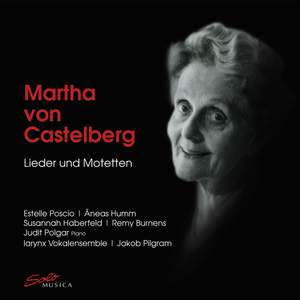 Martha
von
Castelberg
Lieder und Motetten
Estelle Poscio | Äneas Humm
Susannah Haberfeld | Remy Burnens
Judit Polgar Piano
larynx Vokalensemble | Jakob Pilgram
Solo
MUSICA